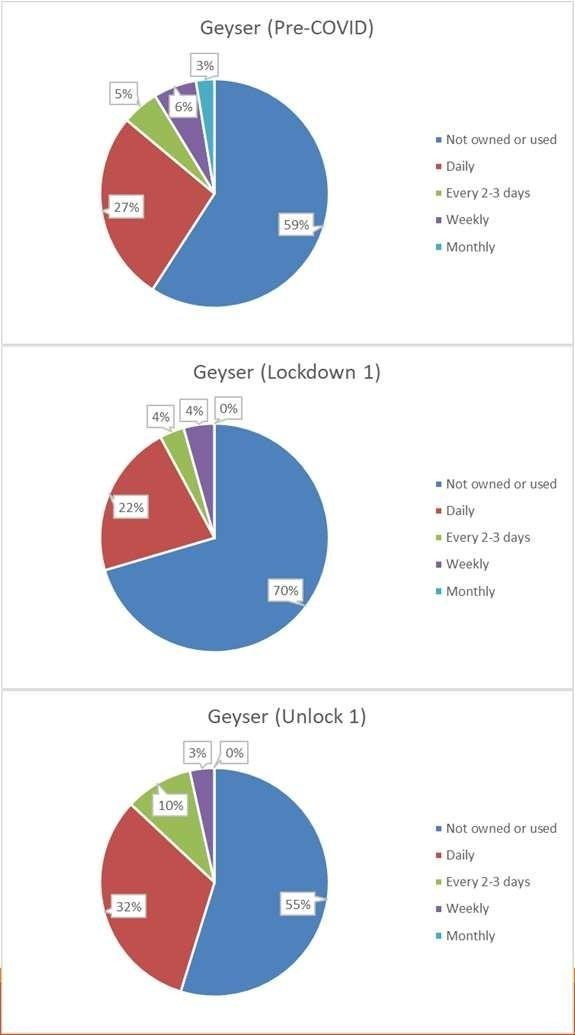 Geyser (Pre-COVID)
3%
5%
6%
27%
59%
Not owned or used
Daily
Every 2-3 days
Weekly
Monthly
Geyser (Lockdown 1)
4%
4%
0%
22%
70%
Not owned or used
Daily
Every 2-3 days
Weekly
Monthly
Geyser (Unlock 1)
3%
0%
10%
32%
55%
Not owned or used
Daily
Every 2-3 days
Weekly
Monthly